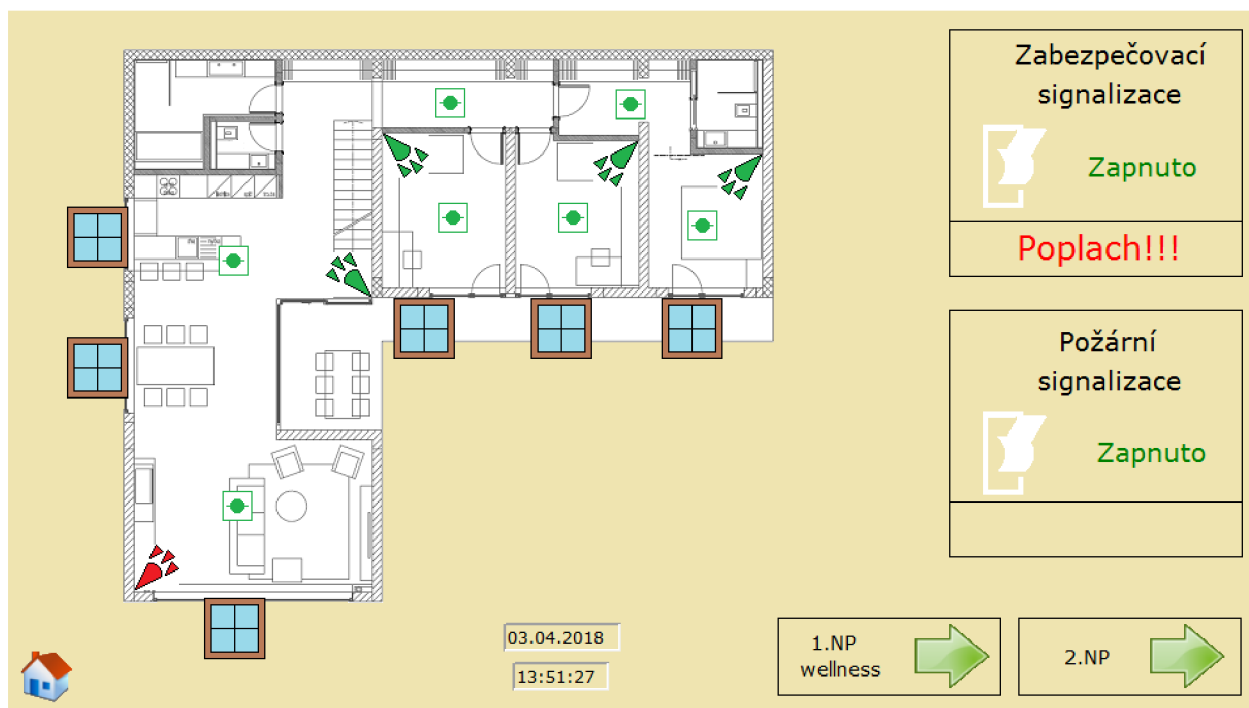 Zabezpečovací
signalizace
Zapnuto
Poplach!!!
Požární
signalizace
Zapnuto
03.04.2018
13:51:27
1.NP
wellness
2.NP